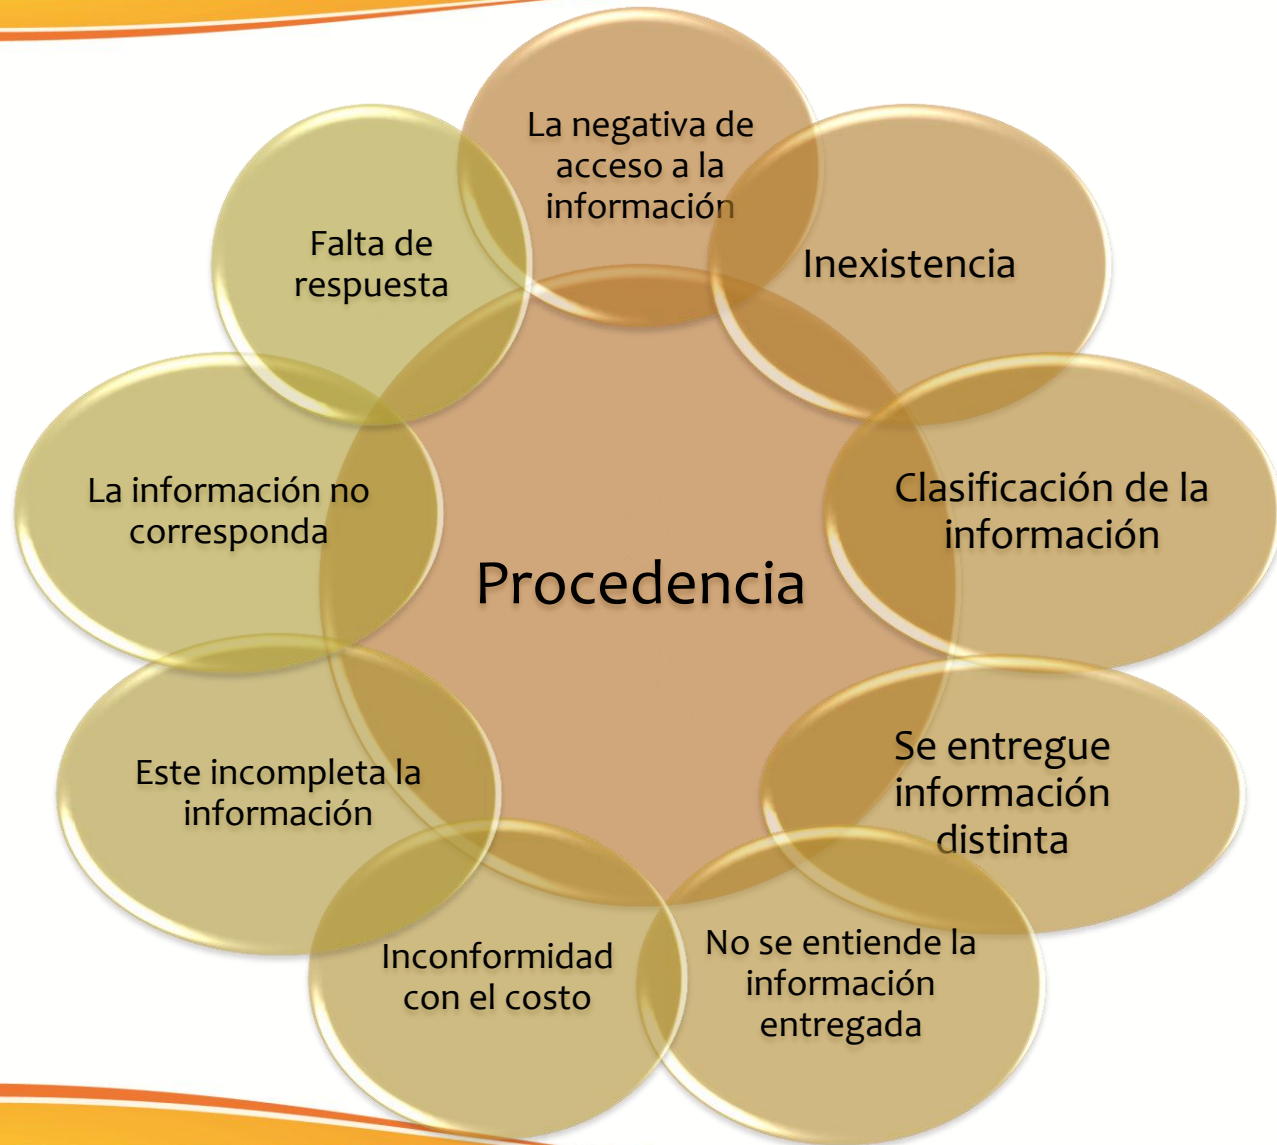 La negativa de
acceso a la
información
Inexistencia
Clasificación de la
información
Se entregue
información
distinta
No se entiende la
información
entregada
Inconformidad
con el costo
Este incompleta la
información
La información no
corresponda
Falta de
respuesta
Procedencia